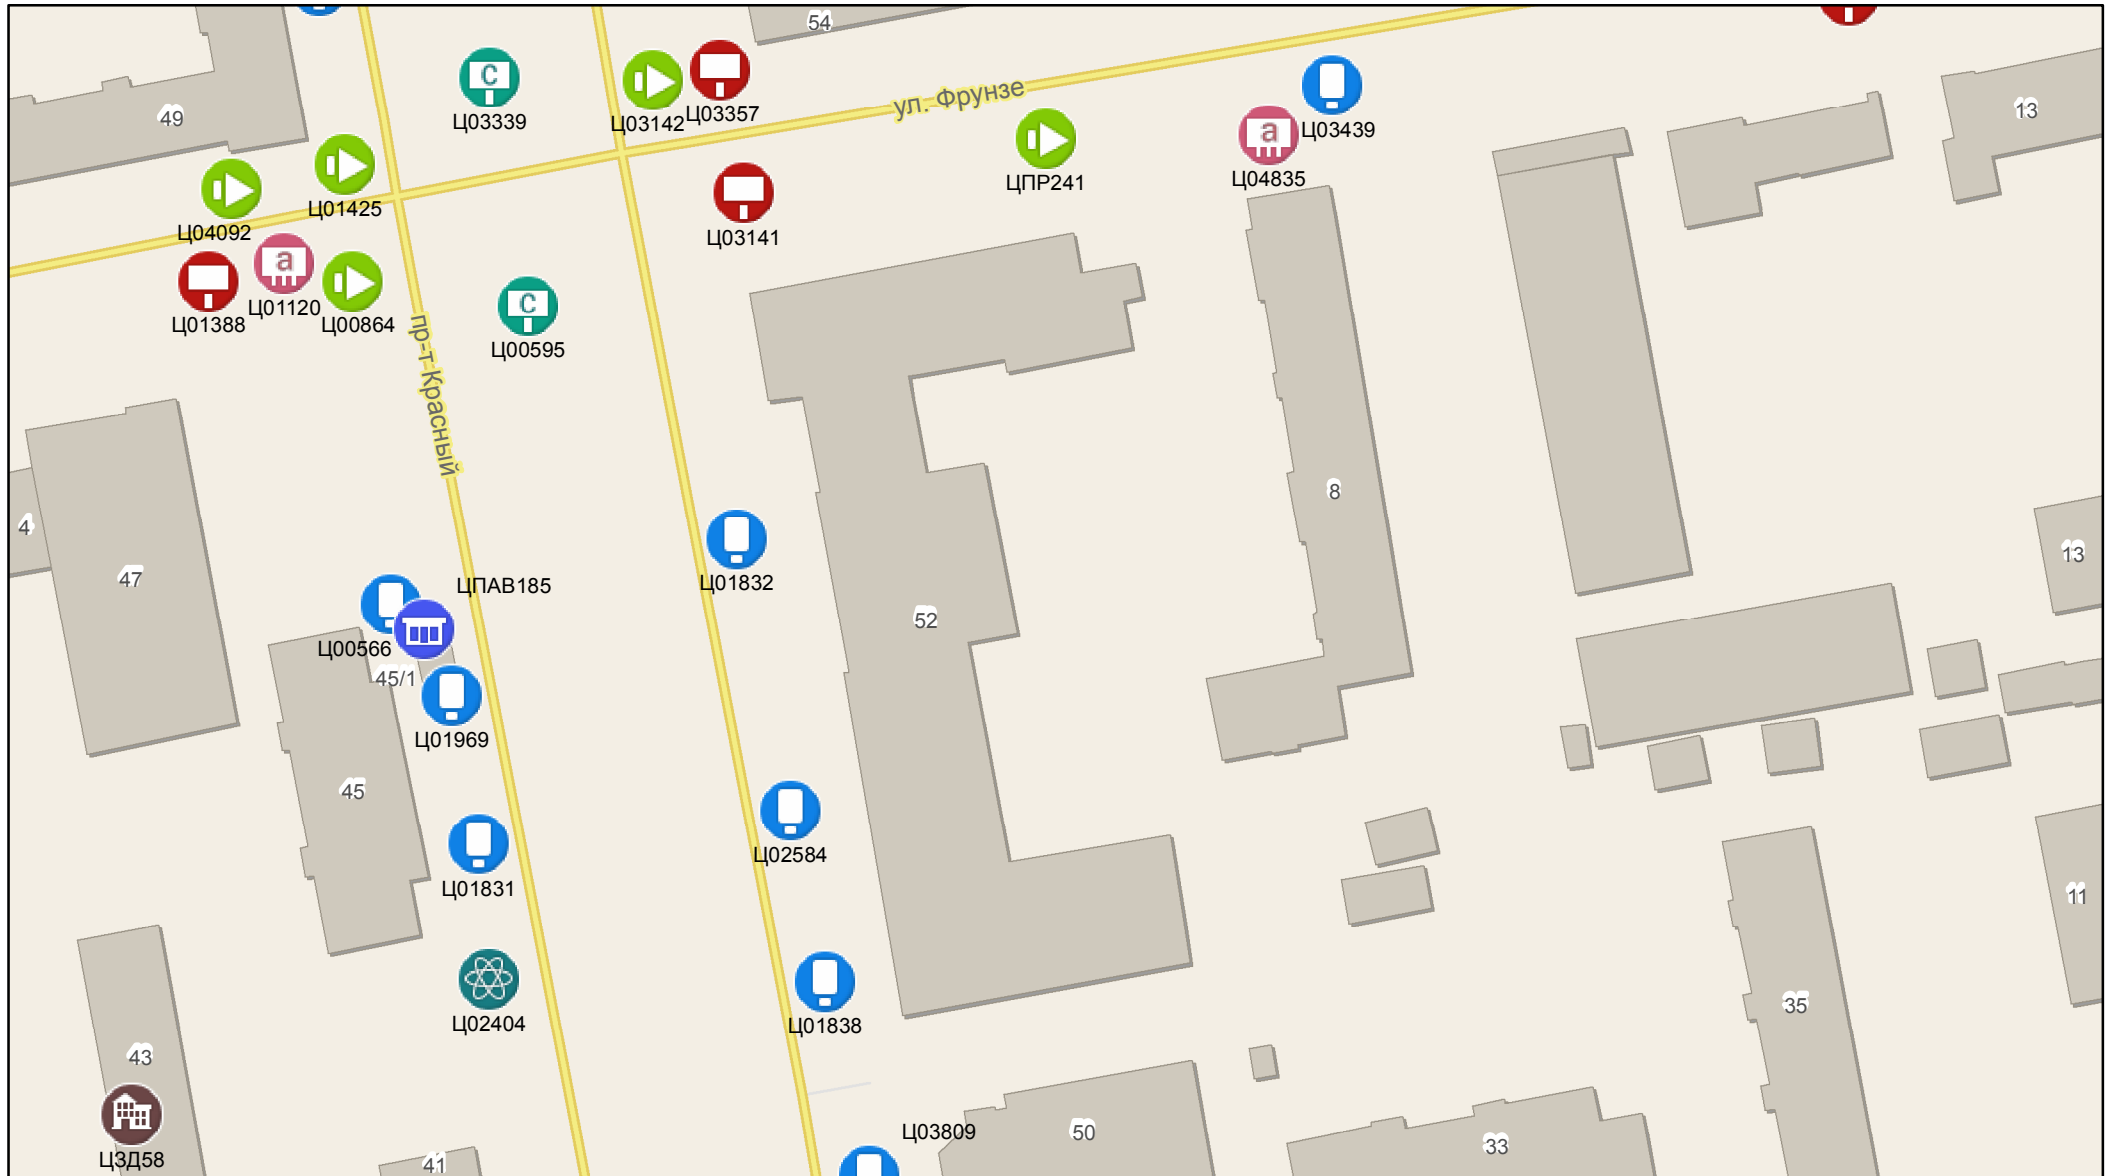 54
C
Ц03339
Ц03142
Ц03357
ул. Фрунзе
Ц03439
13
49
Ц01425
ЦПР241
a
Ц04835
Ц04092
Ц03141
a
Ц01388
Ц01120
Ц00864
C
Ц00595
пр-т Красный
8
4
47
Ц01832
13
ЦПАВ185
52
Ц00566
45/1
Ц01969
45
Ц02584
Ц01831
11
35
Ц02404
Ц01838
43
Ц03809
50
33
ЦЗД58
41